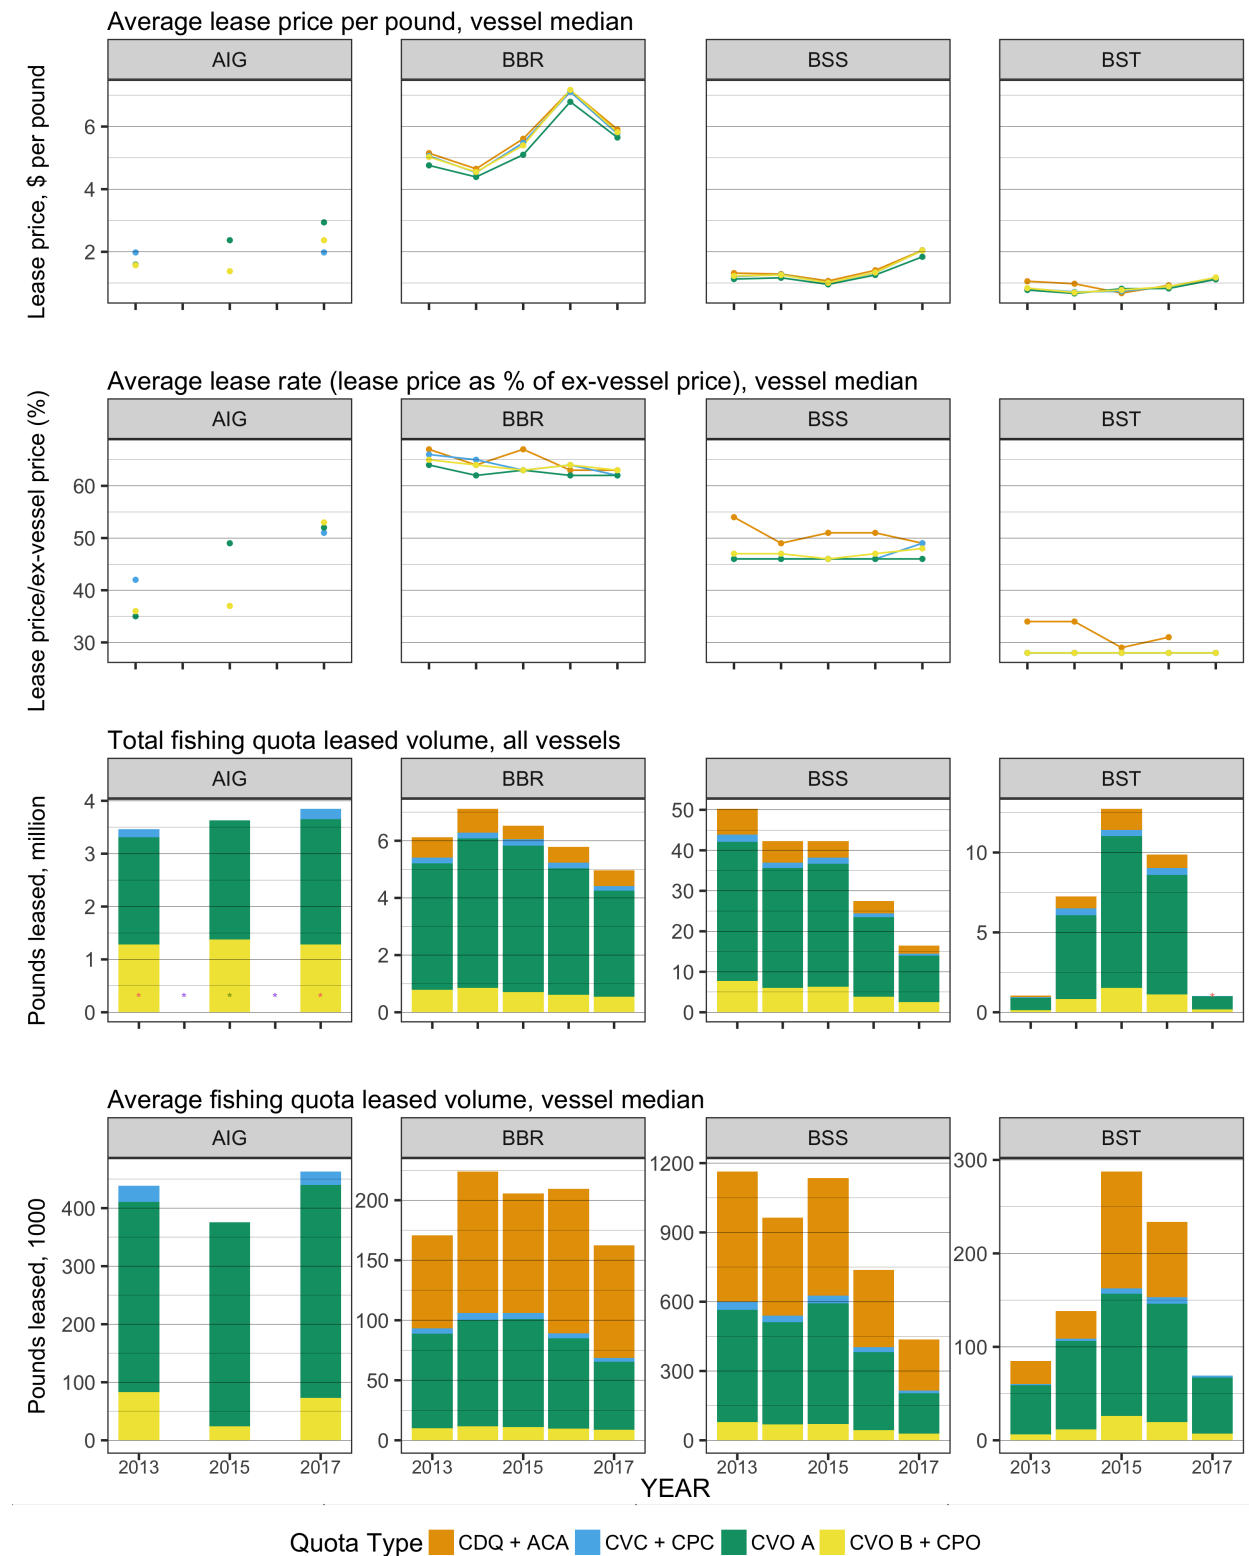 Average lease price per pound, vessel median
AIG BBR BSS BST
Lease price, $ per pound
6
4
2
Average lease rate (lease price as % of ex-vessel price), vessel median
AIG BBR BSS BST
Lease price/ex-vessel price (%)
60
50
40
30
Total fishing quota leased volume, all vessels
AIG BBR BSS BST
Pounds leased, million
4
3
2
1
0
6
4
2
0
50
40
30
20
10
0
10
5
0
* * * * * *
Average fishing quota leased volume, vessel median
AIG BBR BSS BST
Pounds leased, 1000
400
300
200
100
0
200
150
100
50
0
1200
900
600
300
0
300
200
100
0
2013 2015 2017 2013 2015 2017 2013 2015 2017 2013 2015 2017
YEAR
Quota Type CDQ + ACA CVC + CPC CVO A CVO B + CPO